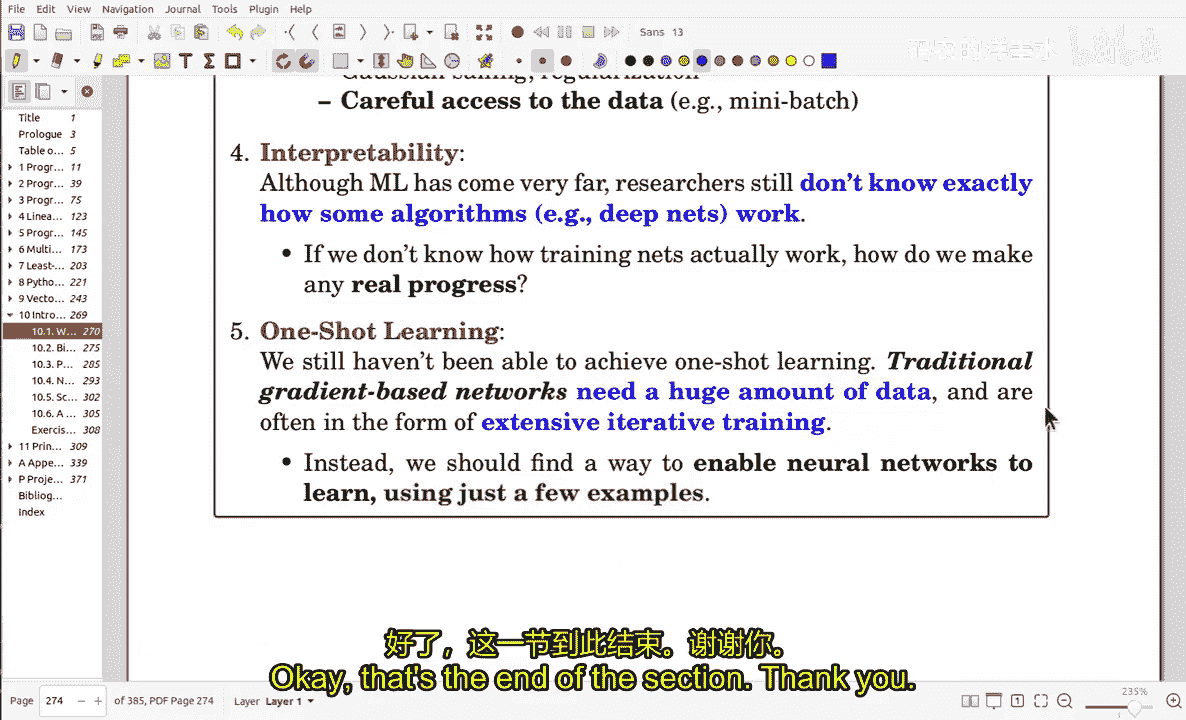 File Edit View Navigation Journal Tools Plugin Help
Sans 13
Title 1
Prologue 3
Table o... 5
1 Progr... 11
2 Progr... 39
3 Progr... 75
4 Linea... 123
5 Progr... 145
6 Multi... 173
7 Least-... 203
8 Pytho... 221
9 Vecto... 243
10 Intro... 269
10.1. W... 270
10.2. Bi... 275
10.3. P... 285
10.4. N... 293
10.5. Sc... 302
10.6. A ... 305
Exercis... 308
11 Prin... 309
A Appe... 339
P Proje... 371
Bibliog...
Index
– Careful access to the data (e.g., mini-batch)
4. Interpretability:
Although ML has come very far, researchers still don't know exactly
how some algorithms (e.g., deep nets) work.
• If we don't know how training nets actually work, how do we make
any real progress?
5. One-Shot Learning:
We still haven't been able to achieve one-shot learning. Traditional
gradient-based networks need a huge amount of data, and are
often in the form of extensive iterative training.
• Instead, we should find a way to enable neural networks to
learn, using just a few examples.
好了，这一节到此结束。谢谢你。
Okay, that's the end of the section. Thank you.
Page 274 of 385, PDF Page 274 Layer Layer 1 235%